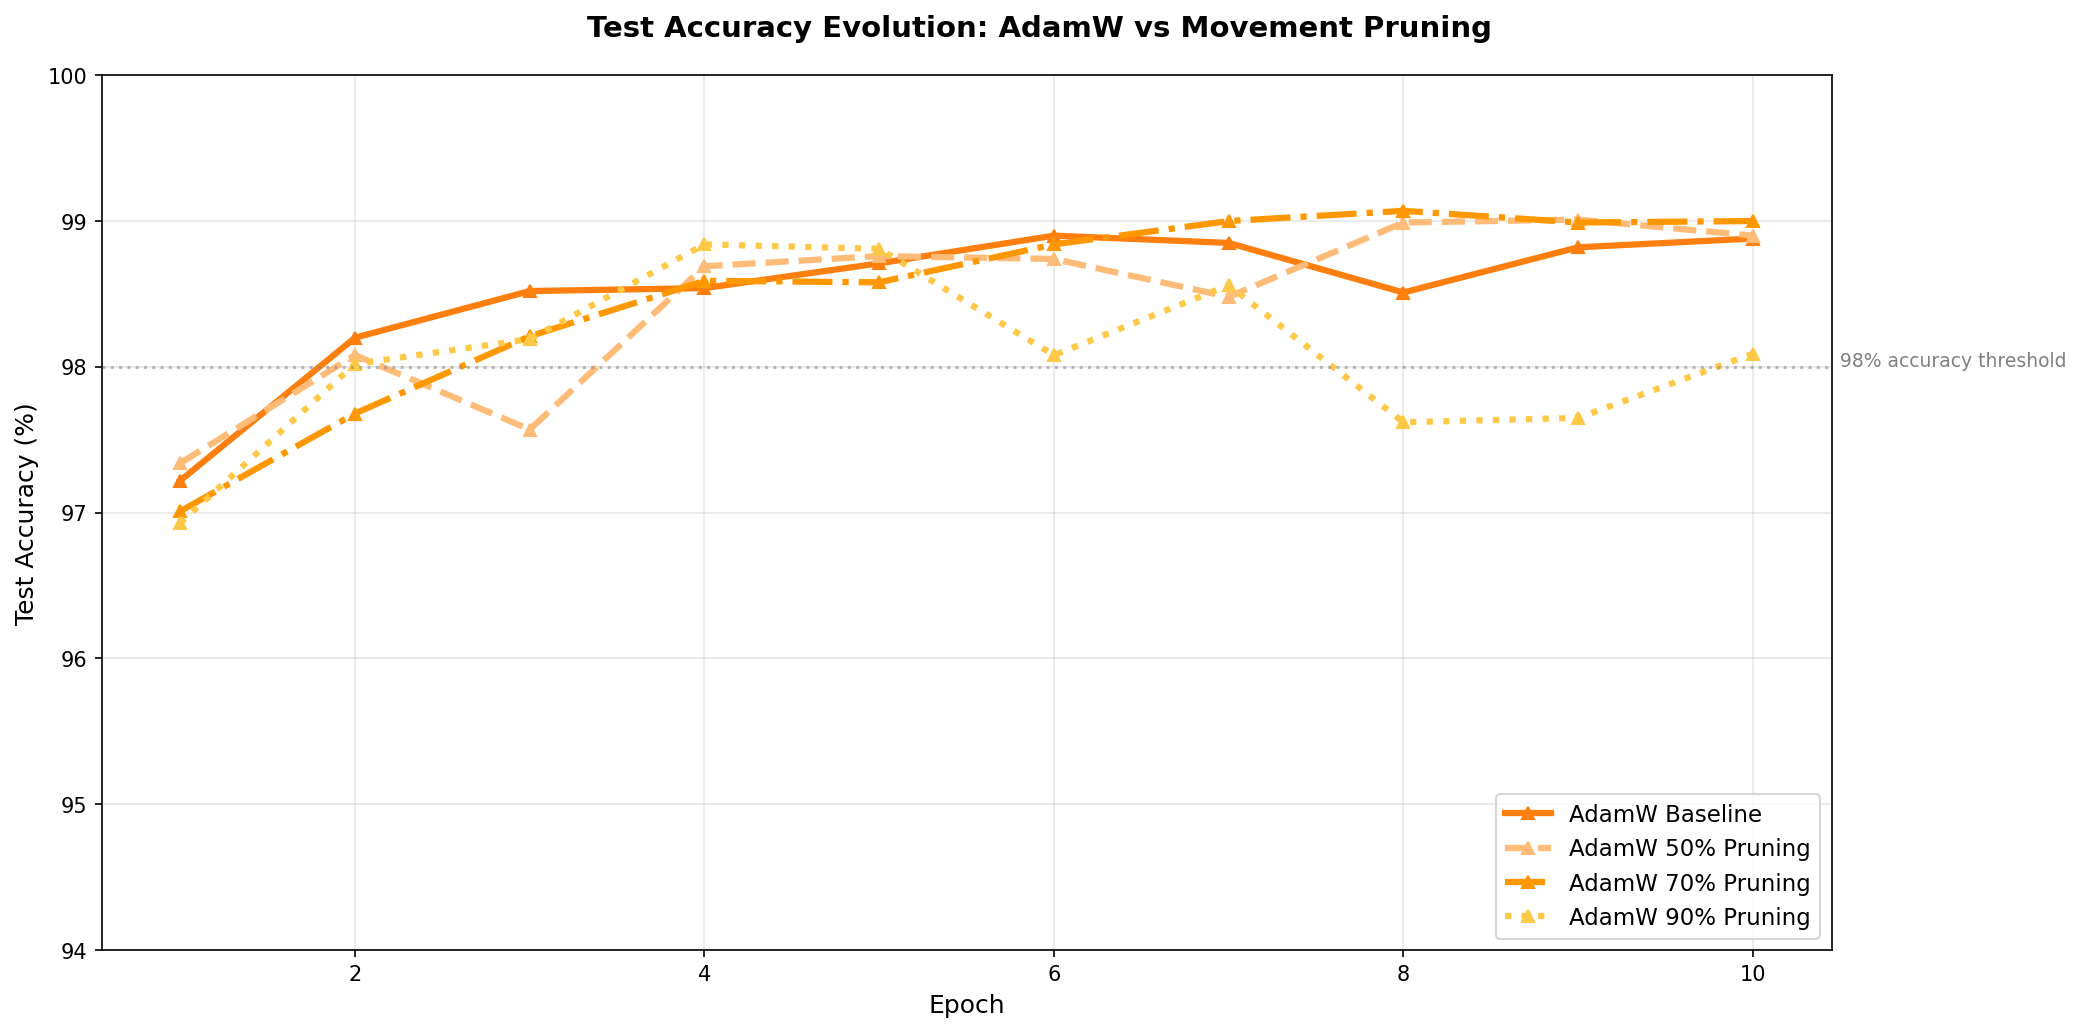 Test Accuracy Evolution: AdamW vs Movement Pruning
100
99
98
97
96
95
94
Test Accuracy (%)
98% accuracy threshold
AdamW Baseline
AdamW 50% Pruning
AdamW 70% Pruning
AdamW 90% Pruning
2
4
6
8
10
Epoch